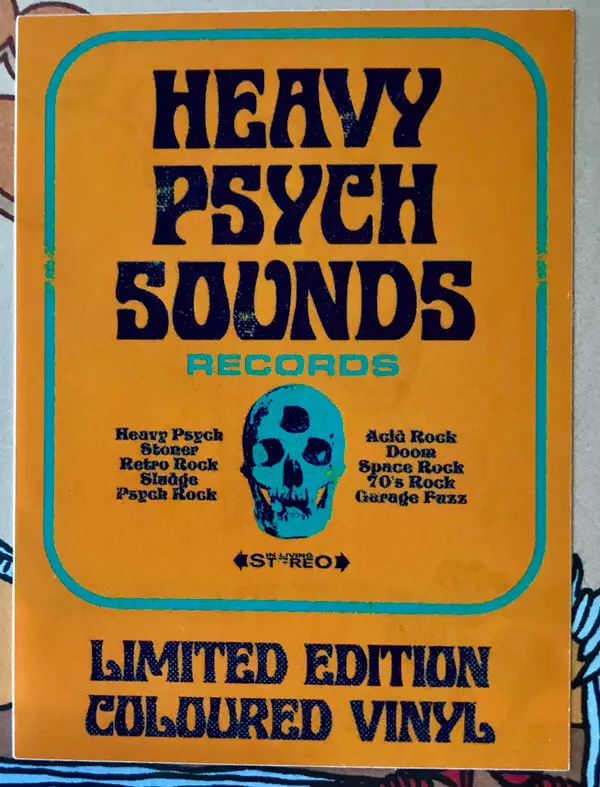 HEAVY
PSYCH
SOUNDS
RECORDS
Heavy Psych
Stoner
Retro Rock
Sludge
Psych Rock
Acid Rock
Doom
Space Rock
70's Rock
Garage Fuzz
IN LIVING
STEREO
LIMITED EDITION
COLOURED VINYL